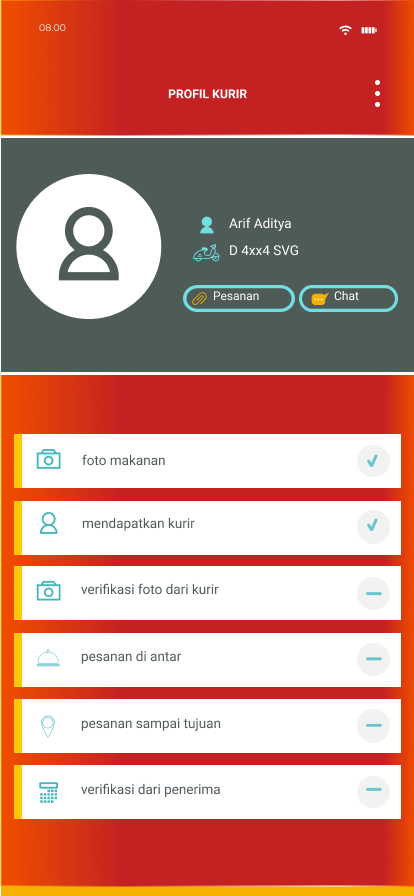 08.00
PROFIL KURIR
Arif Aditya
D 4xx4 SVG
Pesanan
Chat
foto makanan
mendapatkan kurir
verifikasi foto dari kurir
pesanan di antar
pesanan sampai tujuan
verifikasi dari penerima